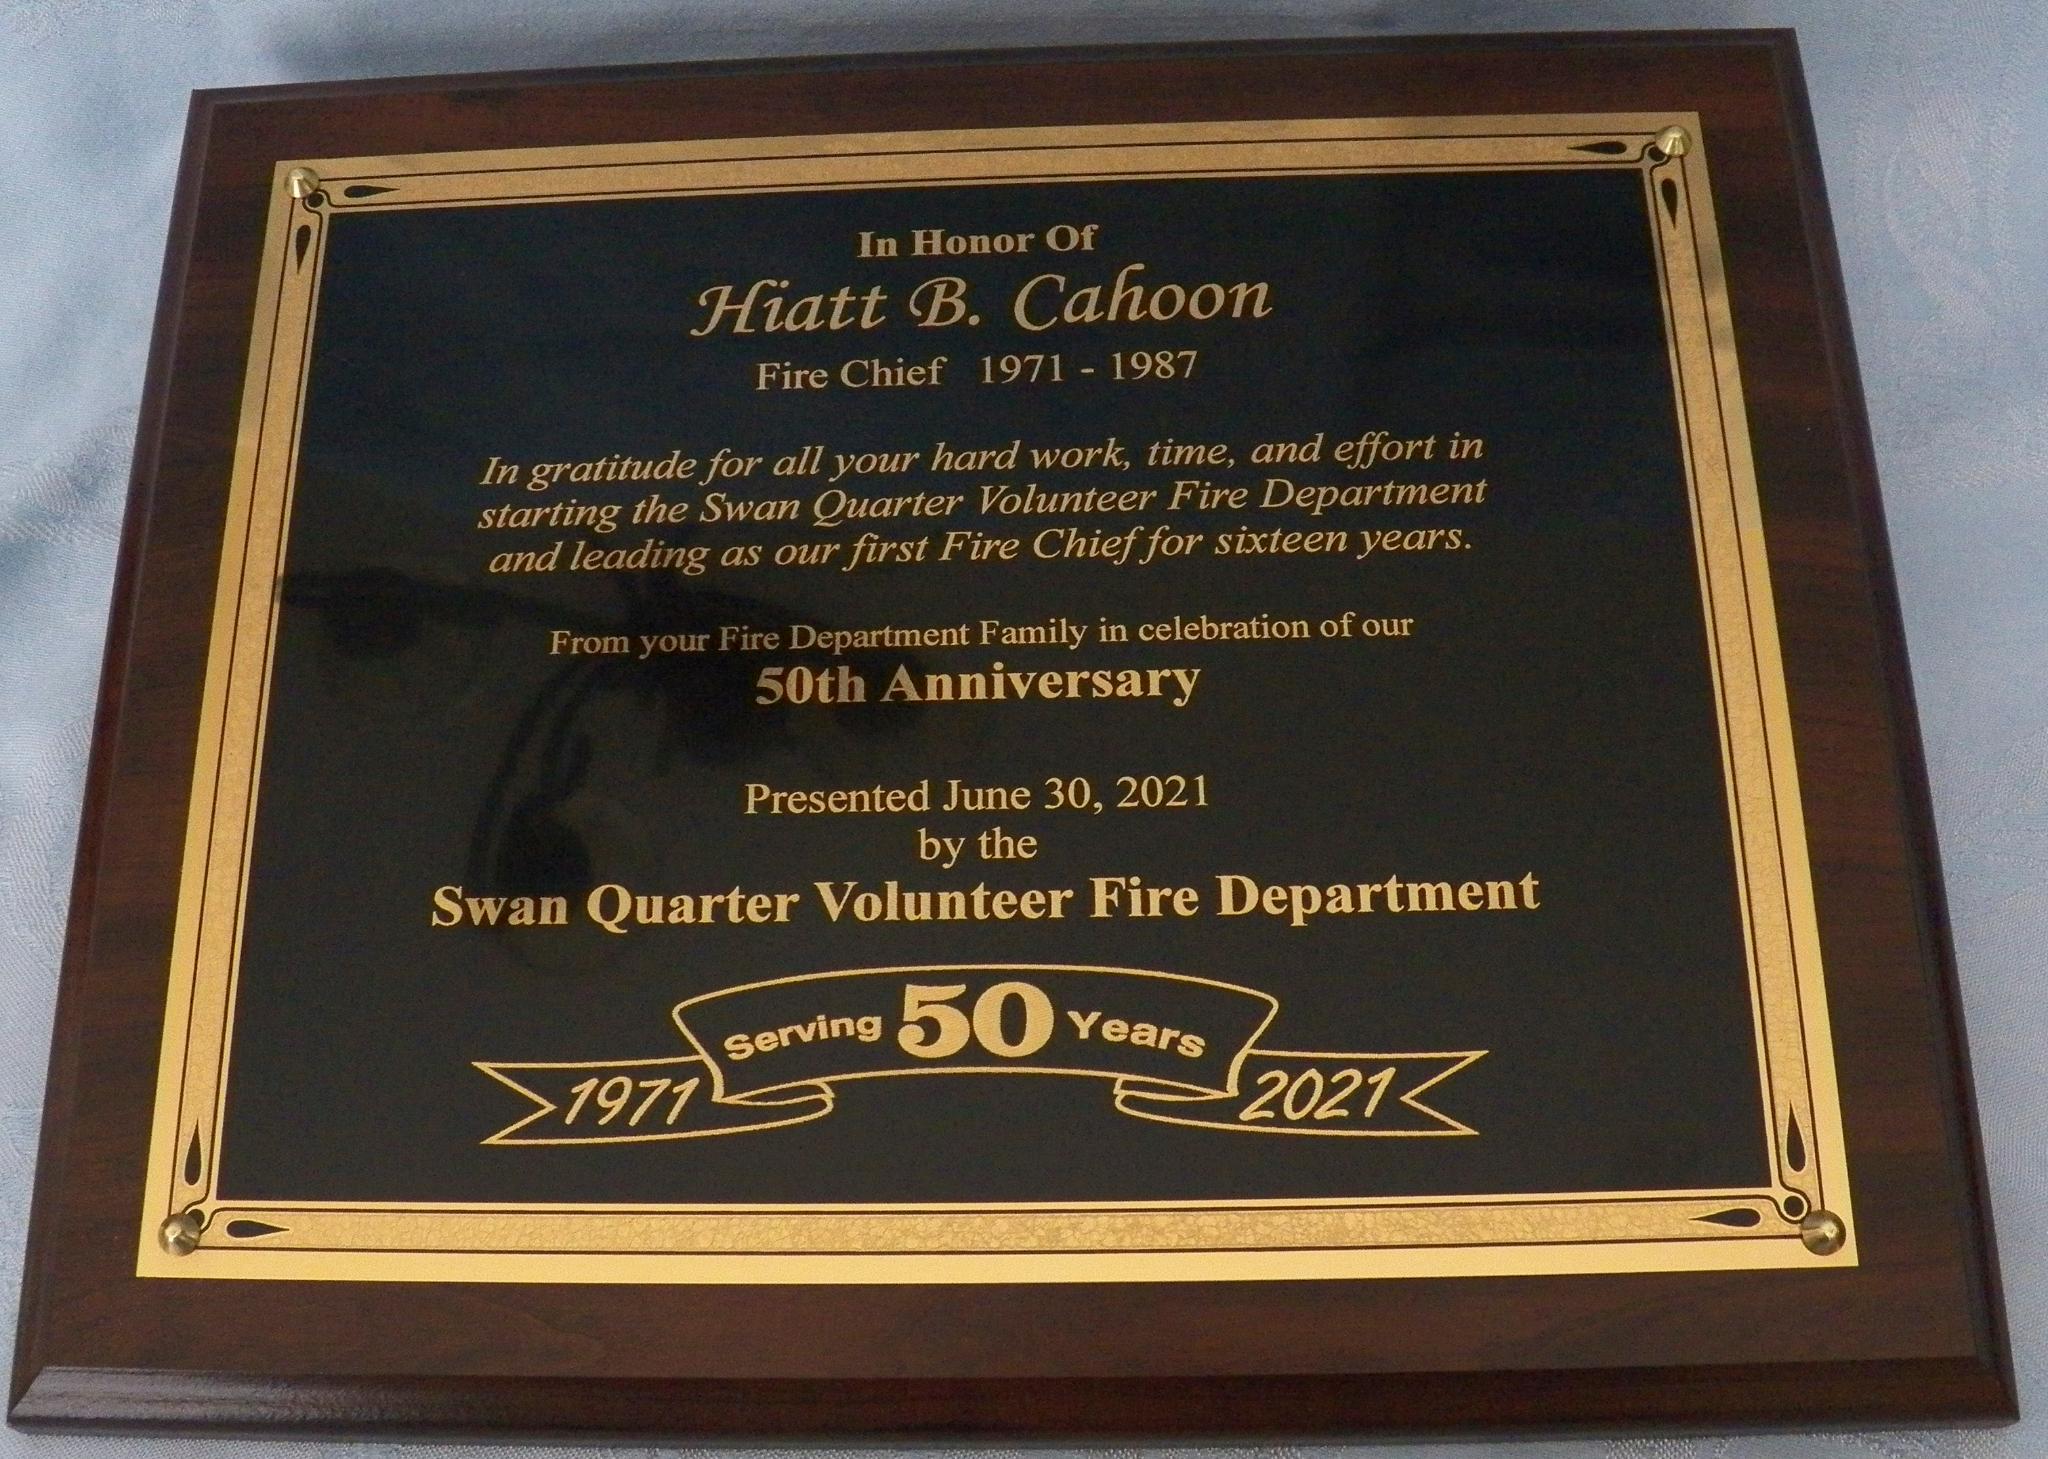 In Honor Of
Hiatt B. Cahoon
Fire Chief 1971 - 1987
In gratitude for all your hard work, time, and effort in
starting the Swan Quarter Volunteer Fire Department
and leading as our first Fire Chief for sixteen years.
From your Fire Department Family in celebration of our
50th Anniversary
Presented June 30, 2021
by the
Swan Quarter Volunteer Fire Department
Serving 50 Years
1971 2021